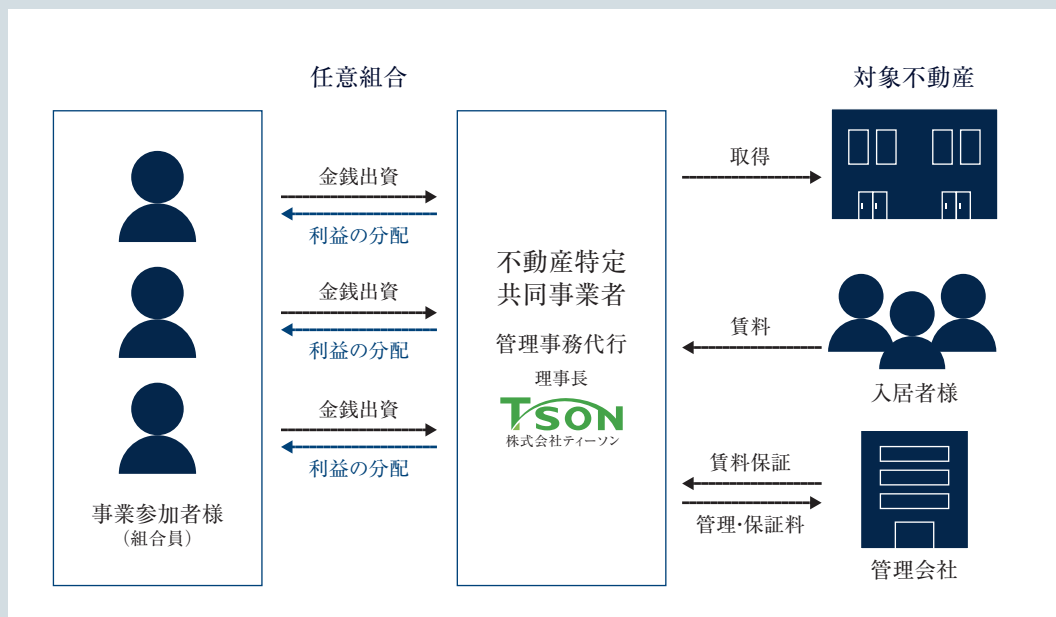 任意組合
対象不動産
金銭出資
利益の分配
金銭出資
利益の分配
金銭出資
利益の分配
事業参加者様
（組合員）
不動産特定
共同事業者
管理事務代行
理事長
TSON
株式会社ティーソン
取得
賃料
入居者様
賃料保証
管理・保証料
管理会社